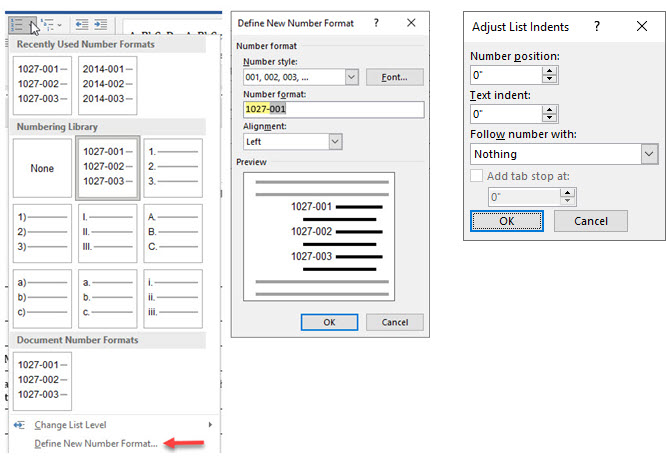 Recently Used Number Formats
1027-001
1027-002
1027-003
2014-001
2014-002
2014-003
Numbering Library
None
1027-001
1027-002
1027-003
1.
2.
3.
1)
2)
3)
I.
II.
III.
A.
B.
C.
a)
b)
c)
a.
b.
c.
i.
ii.
iii.
Document Number Formats
1027-001
1027-002
1027-003
Change List Level
Define New Number Format...
Define New Number Format ? ×
Number format
Number style:
001, 002, 003, ...
Font...
Number format:
1027-001
Alignment:
Left
Preview
1027-001
1027-002
1027-003
OK Cancel
Adjust List Indents ? ×
Number position:
0"
Text indent:
0"
Follow number with:
Nothing
Add tab stop at:
0"
OK Cancel